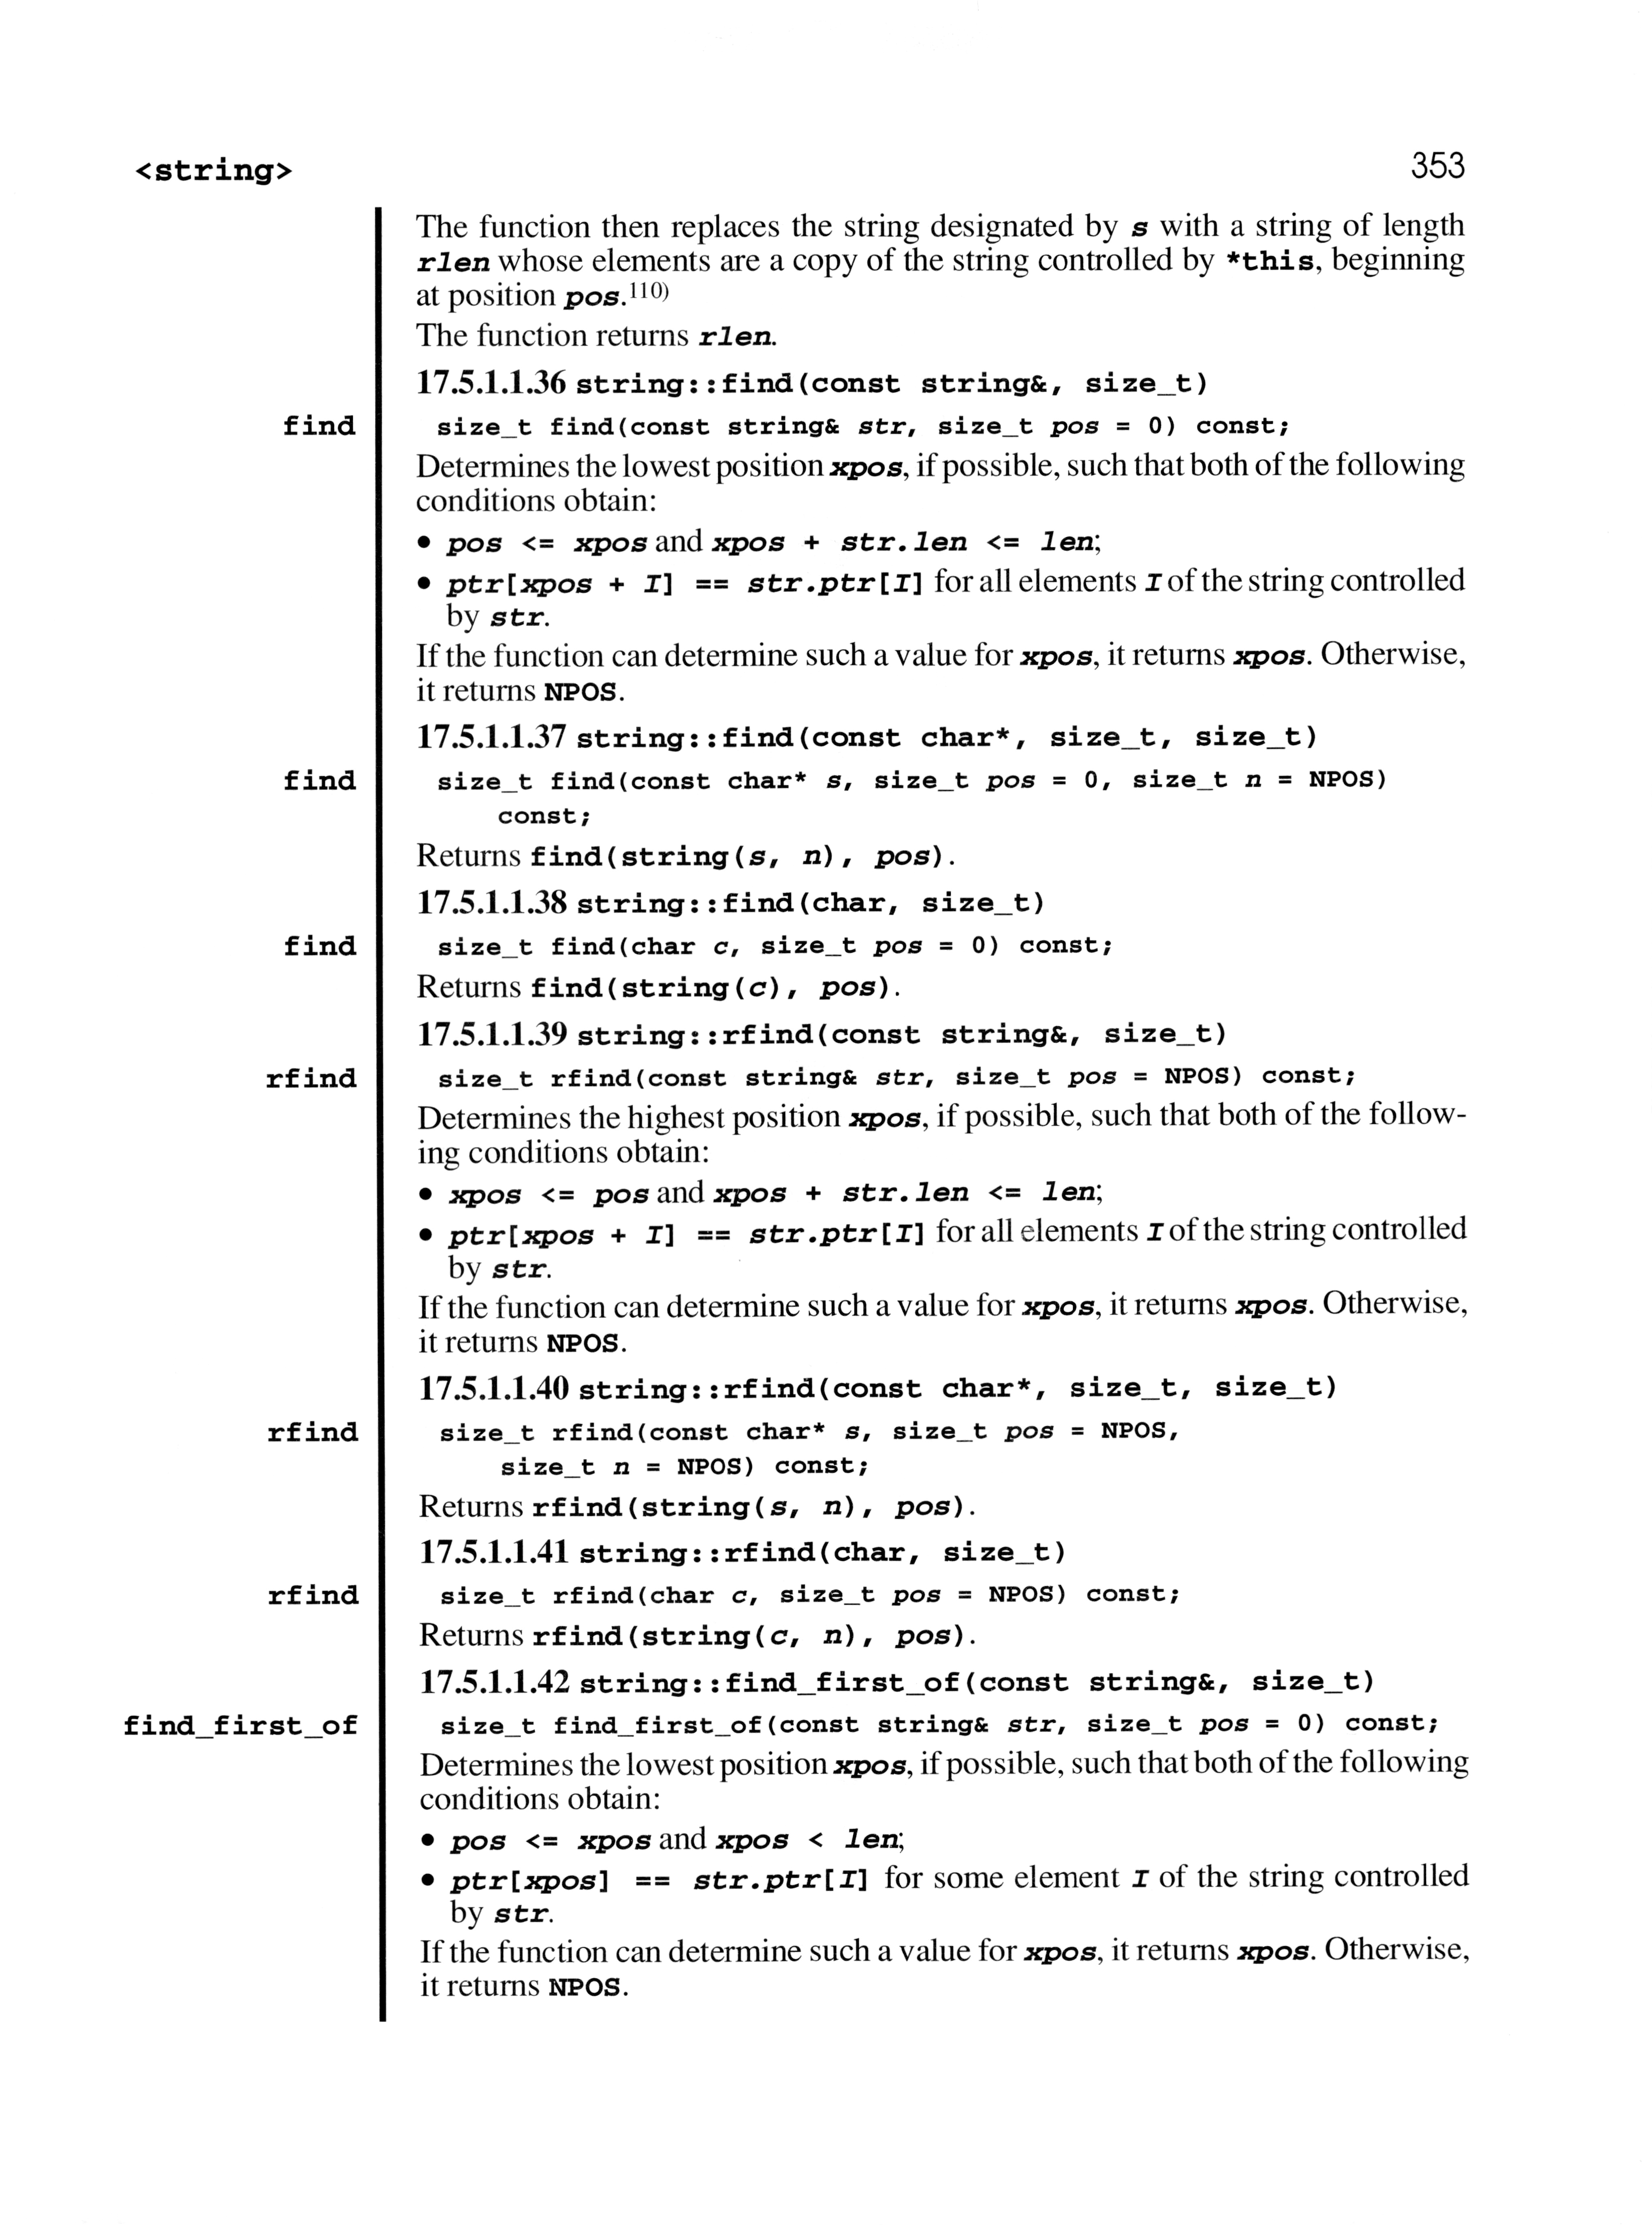 <string>
353
The function then replaces the string designated by s with a string of length
rlen whose elements are a copy of the string controlled by *this, beginning
at position pos.110)
The function returns rlen.
17.5.1.1.36 string::find(const string&, size_t)
find
size_t find(const string& str, size_t pos = 0) const;
Determines the lowest position xpos, if possible, such that both of the following
conditions obtain:
• pos <= xpos and xpos + str.len <= len;
• ptr[xpos + I] == str.ptr[I] for all elements I of the string controlled
by str.
If the function can determine such a value for xpos, it returns xpos. Otherwise,
it returns NPOS.
17.5.1.1.37 string::find(const char*, size_t, size_t)
find
size_t find(const char* s, size_t pos = 0, size_t n = NPOS)
const;
Returns find(string(s, n), pos).
17.5.1.1.38 string::find(char, size_t)
find
size_t find(char c, size_t pos = 0) const;
Returns find(string(c), pos).
17.5.1.1.39 string::rfind(const string&, size_t)
rfind
size_t rfind(const string& str, size_t pos = NPOS) const;
Determines the highest position xpos, if possible, such that both of the follow-
ing conditions obtain:
• xpos <= pos and xpos + str.len <= len;
• ptr[xpos + I] == str.ptr[I] for all elements I of the string controlled
by str.
If the function can determine such a value for xpos, it returns xpos. Otherwise,
it returns NPOS.
17.5.1.1.40 string::rfind(const char*, size_t, size_t)
rfind
size_t rfind(const char* s, size_t pos = NPOS,
size_t n = NPOS) const;
Returns rfind(string(s, n), pos).
17.5.1.1.41 string::rfind(char, size_t)
rfind
size_t rfind(char c, size_t pos = NPOS) const;
Returns rfind(string(c, n), pos).
17.5.1.1.42 string::find_first_of(const string&, size_t)
find_first_of
size_t find_first_of(const string& str, size_t pos = 0) const;
Determines the lowest position xpos, if possible, such that both of the following
conditions obtain:
• pos <= xpos and xpos < len;
• ptr[xpos] == str.ptr[I] for some element I of the string controlled
by str.
If the function can determine such a value for xpos, it returns xpos. Otherwise,
it returns NPOS.